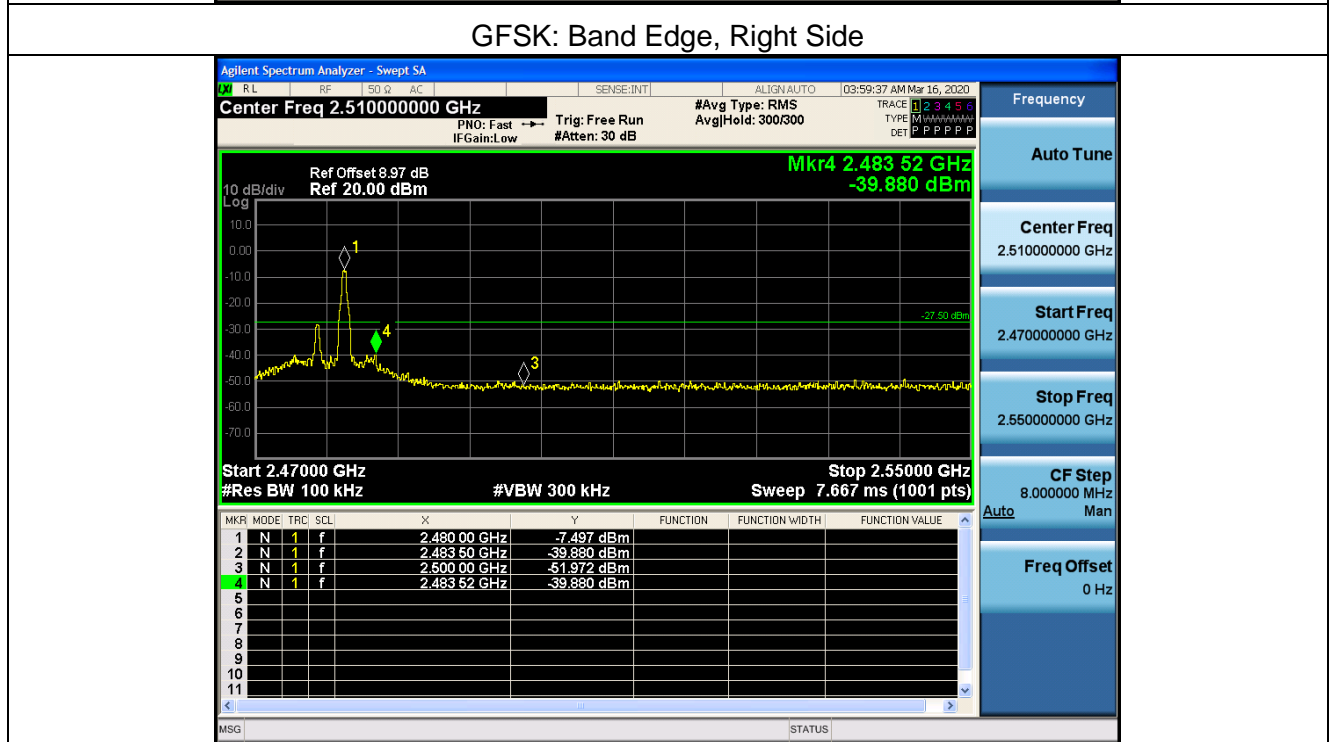 GFSK: Band Edge, Right Side
Agilent Spectrum Analyzer - Swept SA
LXI RL RF 50 Ω AC SENSE:INT ALIGN AUTO 03:59:37 AM Mar 16, 2020
Center Freq 2.510000000 GHz
PNO: Fast
IFGain:Low
Trig: Free Run
#Atten: 30 dB
#Avg Type: RMS
Avg|Hold: 300/300
TRACE 1 2 3 4 5 6
TYPE M
DET P P P P P P
Ref Offset 8.97 dB
10 dB/div Ref 20.00 dBm
Log
Mkr4 2.483 52 GHz
-39.880 dBm
10.0
0.00
-10.0
-20.0
-30.0
-40.0
-50.0
-60.0
-70.0
1
4
3
-27.50 dBm
Start 2.47000 GHz Stop 2.55000 GHz
#Res BW 100 kHz #VBW 300 kHz Sweep 7.667 ms (1001 pts)
MKR MODE TRC SCL X Y FUNCTION FUNCTION WIDTH FUNCTION VALUE
1 N 1 f 2.480 00 GHz -7.497 dBm
2 N 1 f 2.483 50 GHz -39.880 dBm
3 N 1 f 2.500 00 GHz -51.972 dBm
4 N 1 f 2.483 52 GHz -39.880 dBm
5
6
7
8
9
10
11
MSG STATUS
Frequency
Auto Tune
Center Freq
2.510000000 GHz
Start Freq
2.470000000 GHz
Stop Freq
2.550000000 GHz
CF Step
8.000000 MHz
Auto Man
Freq Offset
0 Hz